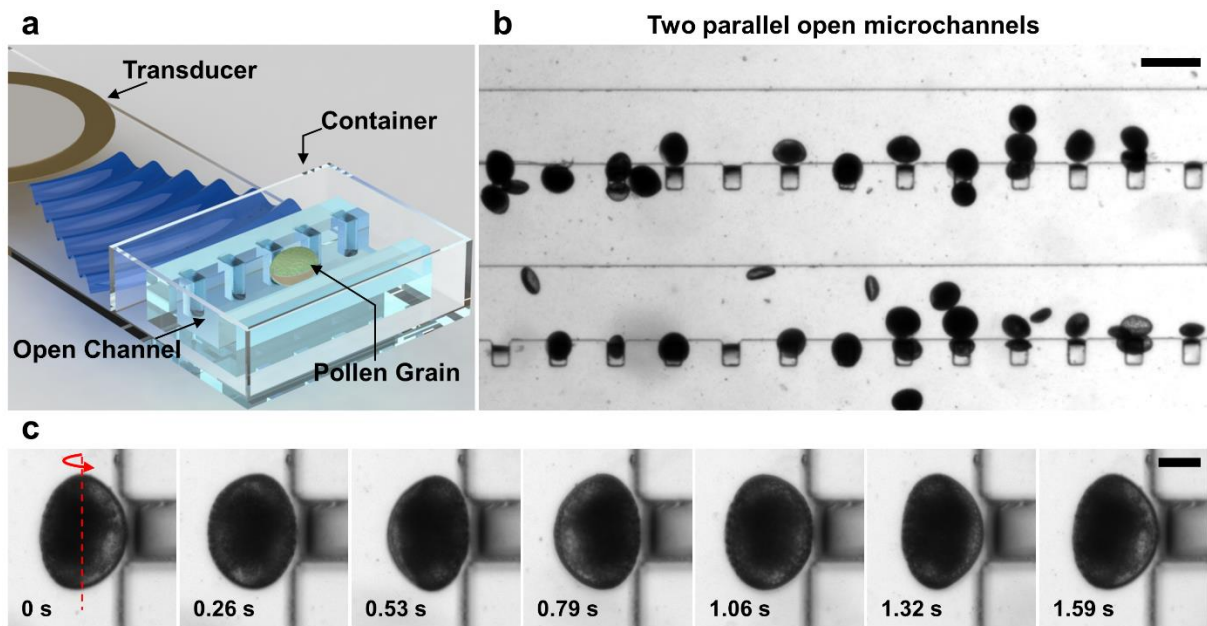 a
Transducer
Container
Open Channel
Pollen Grain
b
Two parallel open microchannels
c
0 s
0.26 s
0.53 s
0.79 s
1.06 s
1.32 s
1.59 s